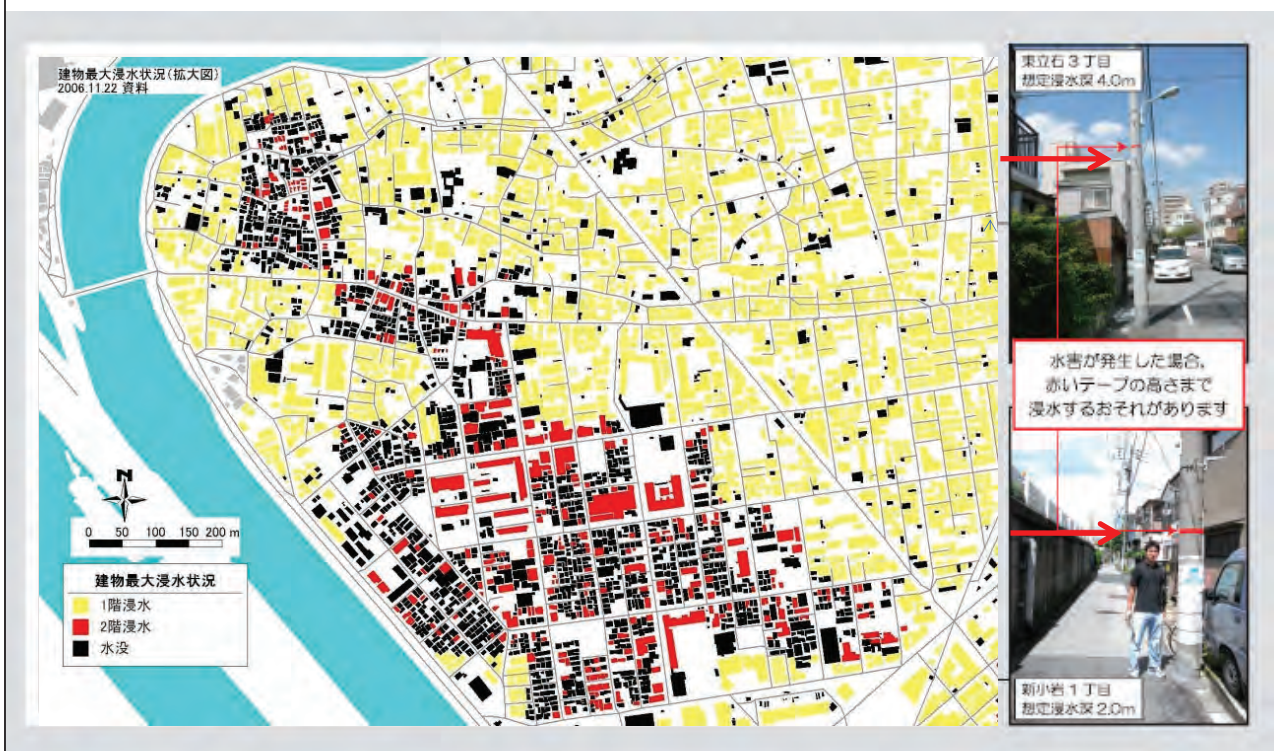 建物最大浸水状況(拡大図)
2006.11.22 資料
N
0 50 100 150 200 m
建物最大浸水状況
1階浸水
2階浸水
水没
東立石3丁目
想定浸水深4.0m
水害が発生した場合,
赤いテープの高さまで
浸水するおそれがあります
新小岩1丁目
想定浸水深2.0m